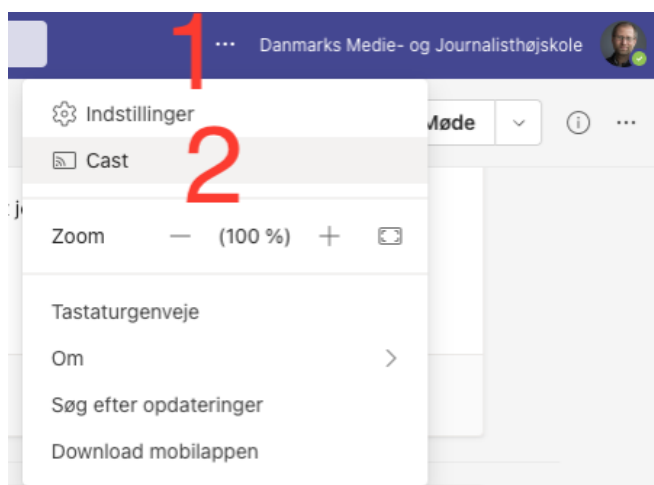 1
··· Danmarks Medie- og Journalisthøjskole
Indstillinger
Møde
2
Cast
j
Zoom — (100 %) +
Tastaturgenveje
Om
Søg efter opdateringer
Download mobilappen